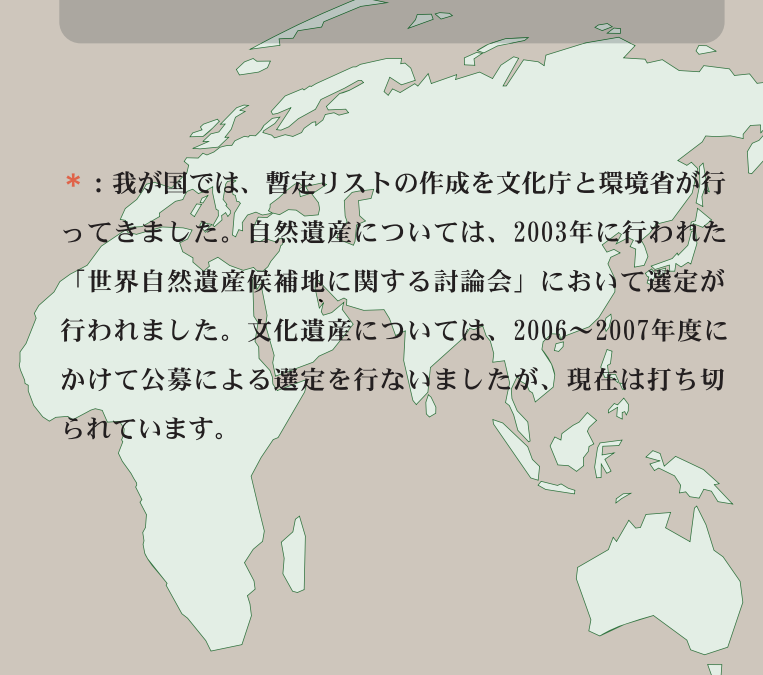 ＊：我が国では、暫定リストの作成を文化庁と環境省が行
ってきました。自然遺産については、2003年に行われた
「世界自然遺産候補地に関する討論会」において選定が
行われました。文化遺産については、2006～2007年度に
かけて公募による選定を行ないましたが、現在は打ち切
られています。